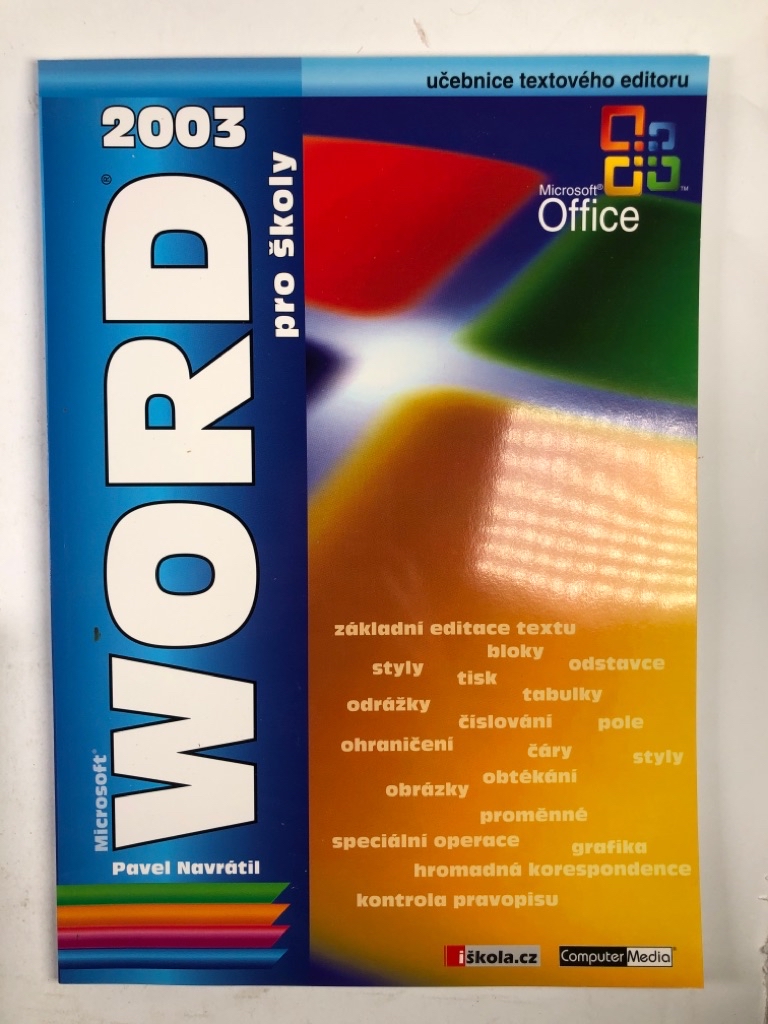 učebnice textového editoru
Microsoft®
Office™
Microsoft®
WORD®
2003
pro školy
Pavel Navrátil
základní editace textu
bloky
styly
odstavce
tisk
tabulky
odrážky
číslování
pole
ohraničení
čáry
styly
obtékání
obrázky
proměnné
speciální operace
grafika
hromadná korespondence
kontrola pravopisu
iškola.cz
ComputerMedia®